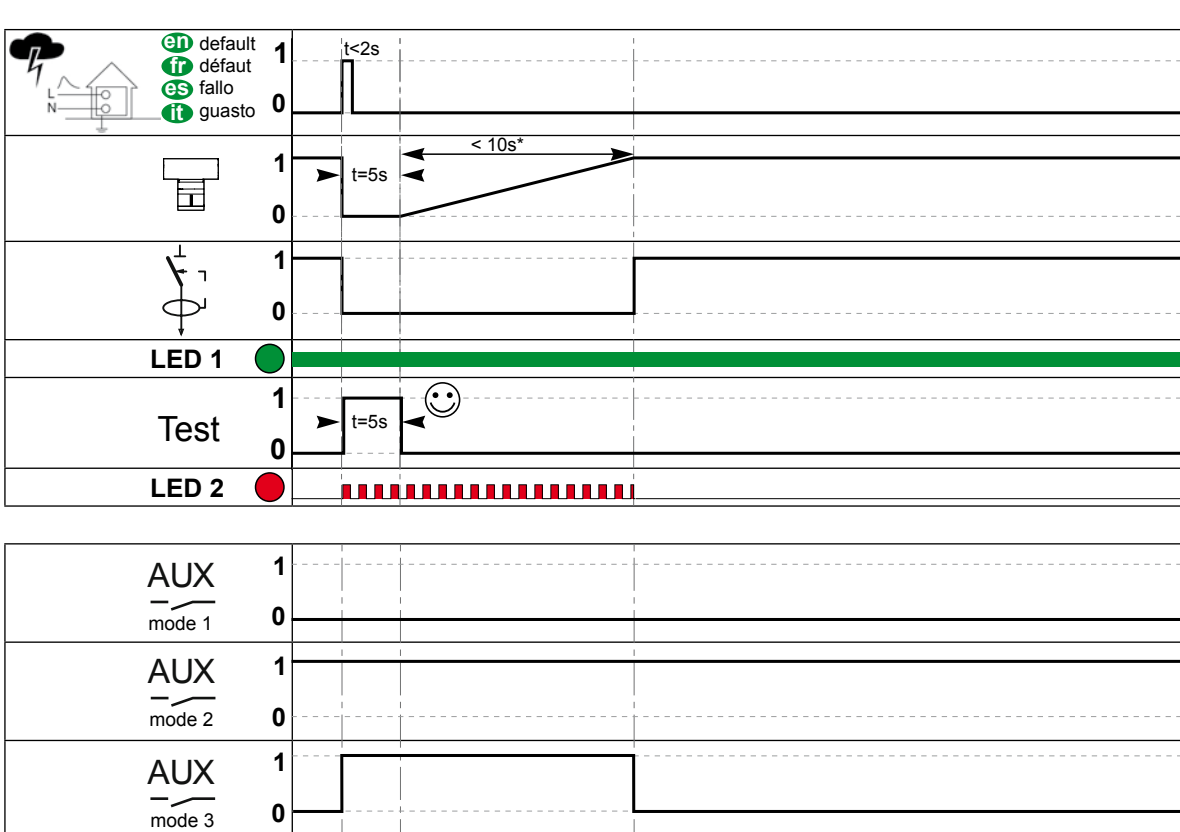 en default
fr défaut
es fallo
it guasto
L
N
1
0
t<2s
1
0
t=5s
< 10s*
1
0
LED 1
Test
1
0
t=5s
LED 2
AUX
mode 1
1
0
AUX
mode 2
1
0
AUX
mode 3
1
0